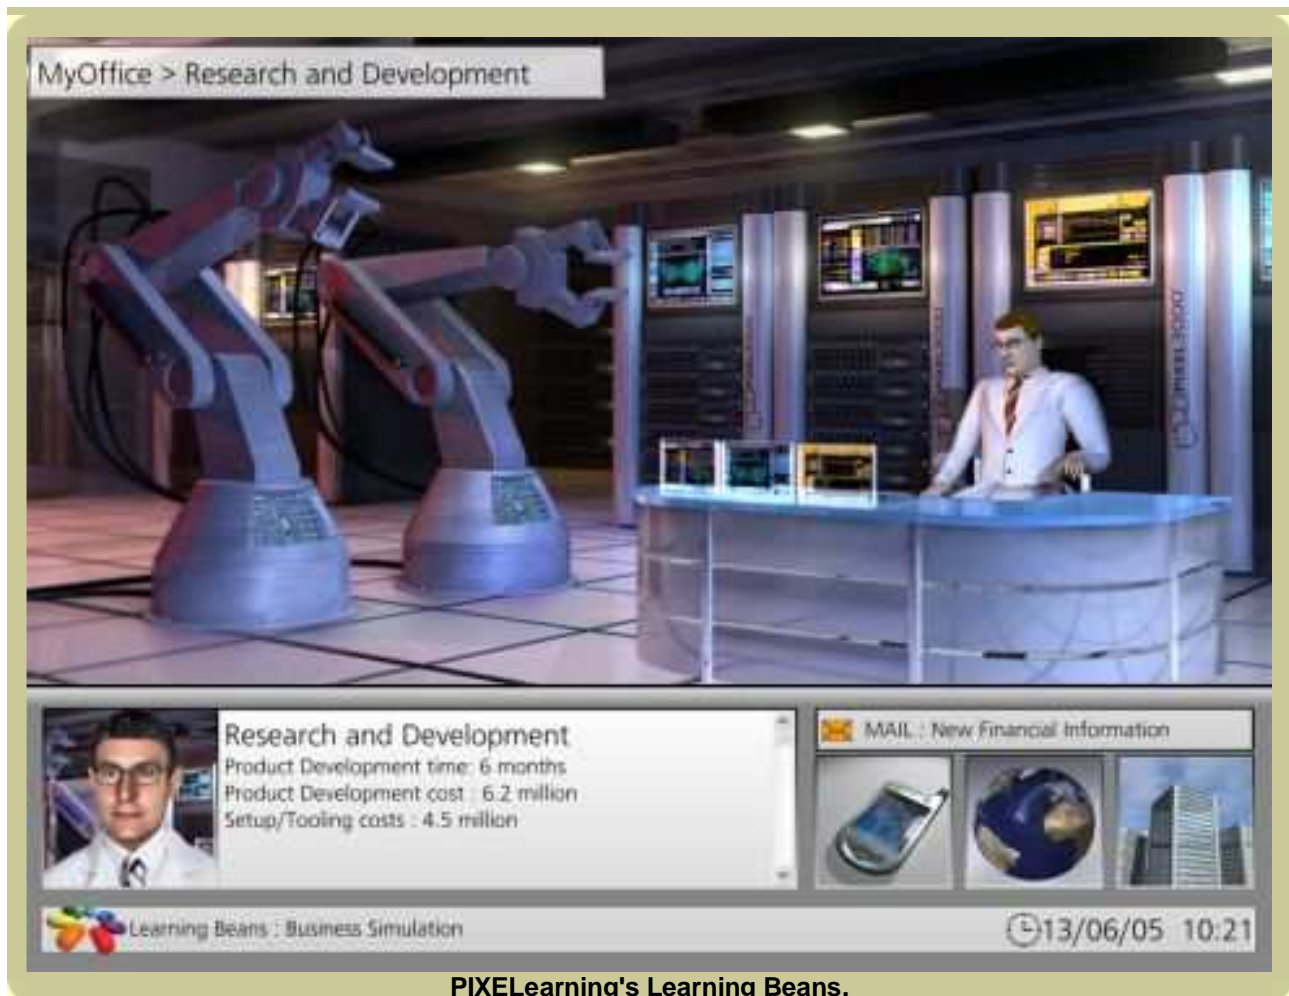 MyOffice > Research and Development
PIXEL3000
Research and Development
Product Development time: 6 months
Product Development cost : 6.2 million
Setup/Tooling costs : 4.5 million
MAIL : New Financial Information
Learning Beans : Business Simulation
13/06/05 10:21
PIXELearning's Learning Beans.